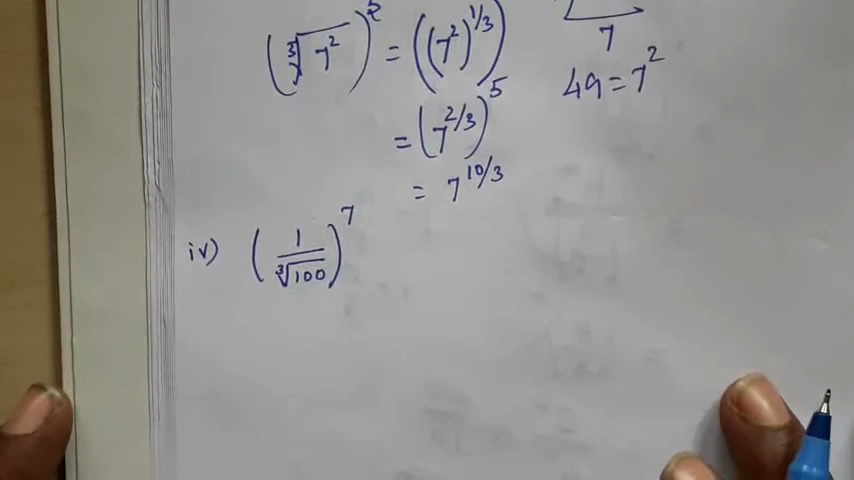 (∛7²)⁵ = ((7²)^1/3)
7
49 = 7²
= (7^2/3)^5
= 7^10/3
iv) (1/∛100)^7